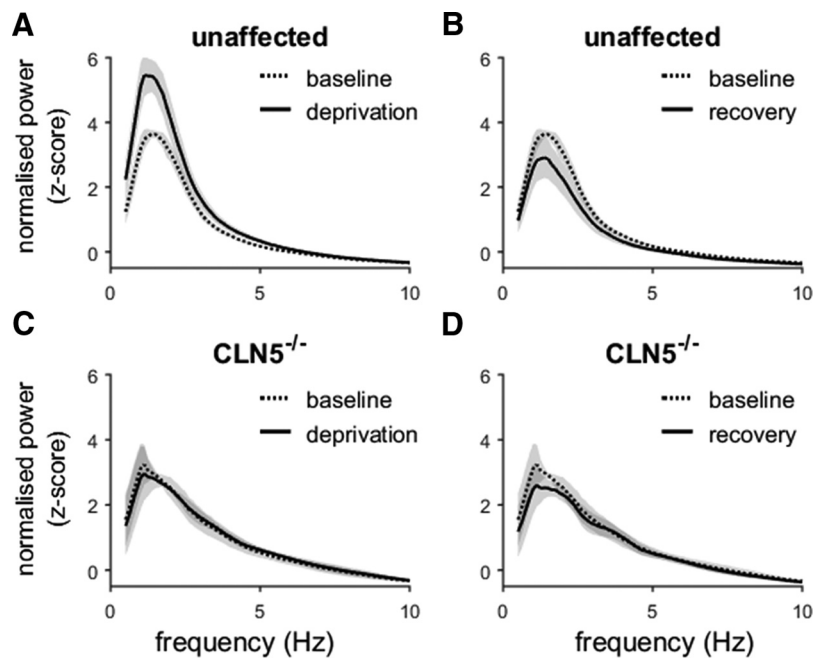 A
unaffected
baseline
deprivation
normalised power
(z-score)
6
4
2
0
0
5
10
B
unaffected
baseline
recovery
6
4
2
0
0
5
10
C
CLN5-/-
baseline
deprivation
normalised power
(z-score)
6
4
2
0
0
5
10
frequency (Hz)
D
CLN5-/-
baseline
recovery
6
4
2
0
0
5
10
frequency (Hz)